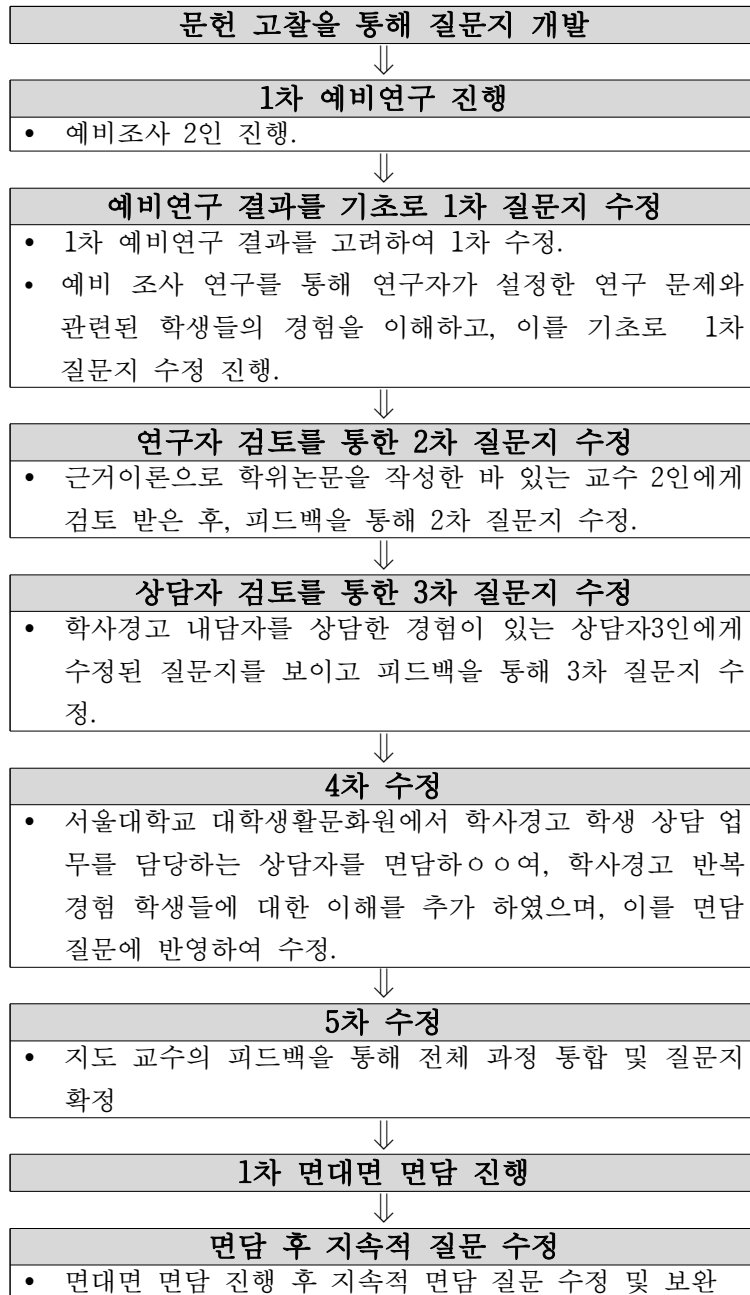 문헌 고찰을 통해 질문지 개발
⇓
1차 예비연구 진행
• 예비조사 2인 진행.
⇓
예비연구 결과를 기초로 1차 질문지 수정
• 1차 예비연구 결과를 고려하여 1차 수정.
• 예비 조사 연구를 통해 연구자가 설정한 연구 문제와
관련된 학생들의 경험을 이해하고, 이를 기초로 1차
질문지 수정 진행.
⇓
연구자 검토를 통한 2차 질문지 수정
• 근거이론으로 학위논문을 작성한 바 있는 교수 2인에게
검토 받은 후, 피드백을 통해 2차 질문지 수정.
⇓
상담자 검토를 통한 3차 질문지 수정
• 학사경고 내담자를 상담한 경험이 있는 상담자3인에게
수정된 질문지를 보이고 피드백을 통해 3차 질문지 수
정.
⇓
4차 수정
• 서울대학교 대학생활문화원에서 학사경고 학생 상담 업
무를 담당하는 상담자를 면담하ㅇㅇ여, 학사경고 반복
경험 학생들에 대한 이해를 추가 하였으며, 이를 면담
질문에 반영하여 수정.
⇓
5차 수정
• 지도 교수의 피드백을 통해 전체 과정 통합 및 질문지
확정
⇓
1차 면대면 면담 진행
⇓
면담 후 지속적 질문 수정
• 면대면 면담 진행 후 지속적 면담 질문 수정 및 보완